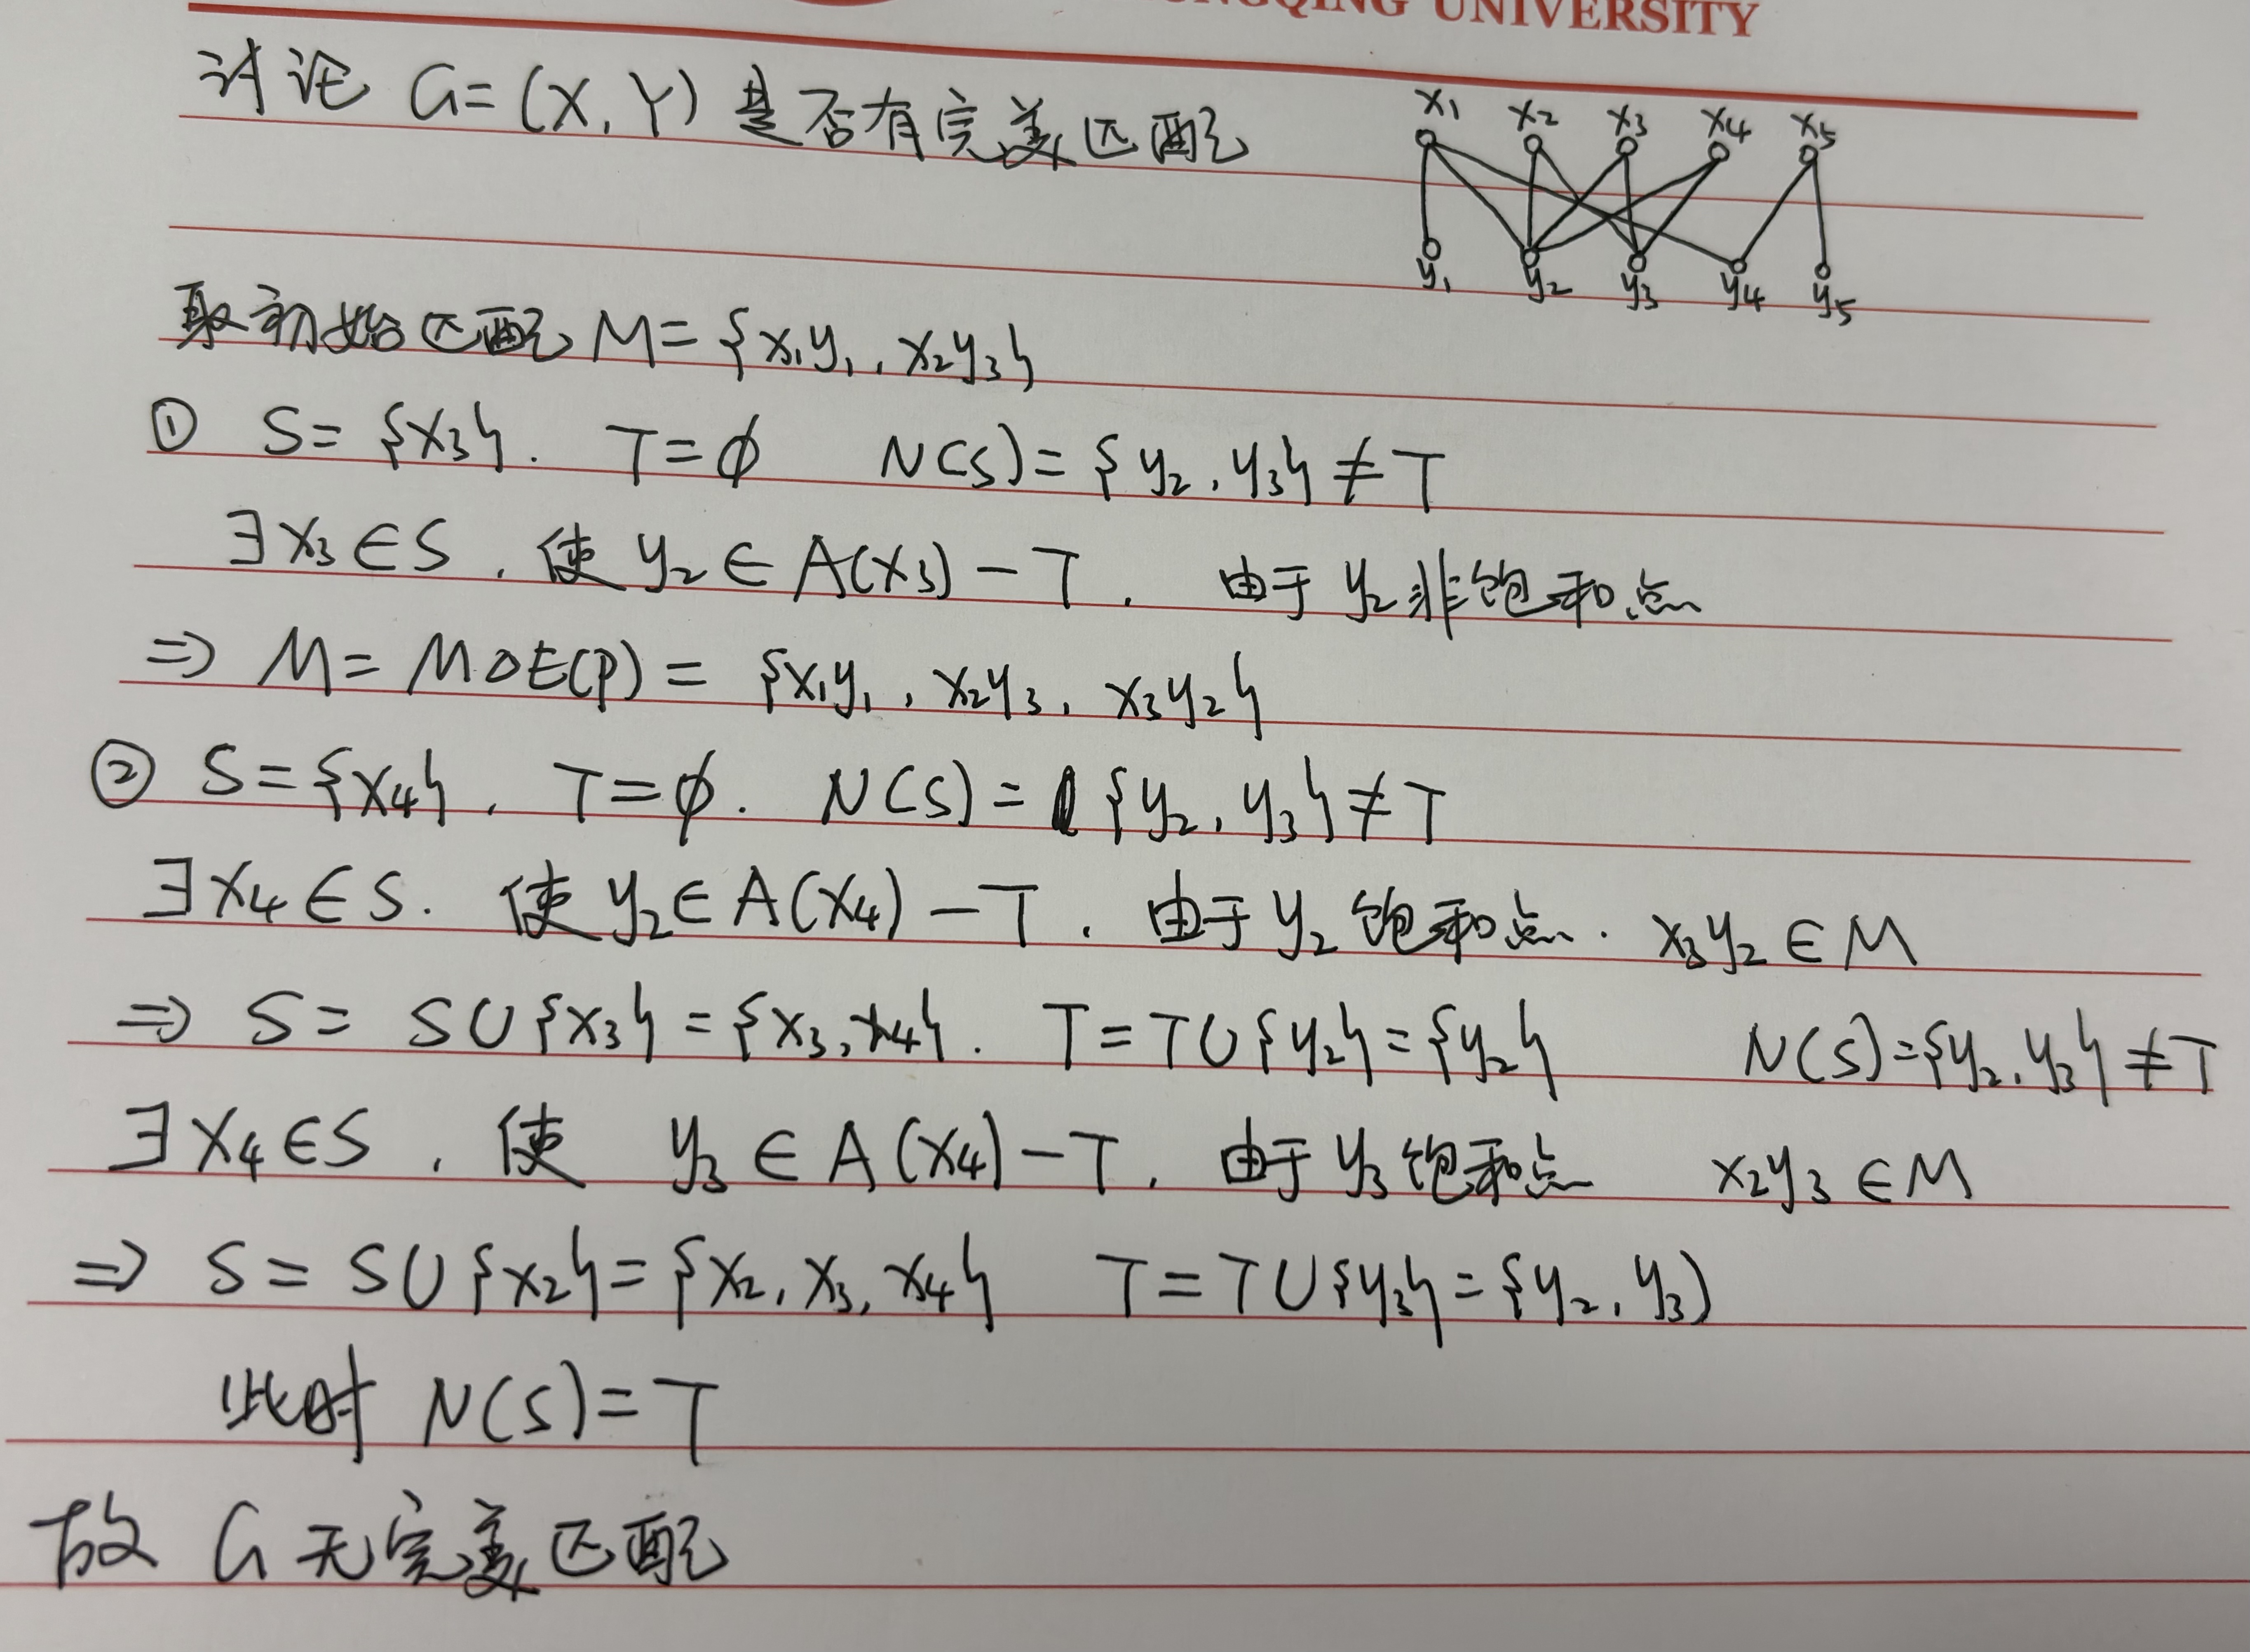 UNIVERSITY
讨论 G=(X,Y) 是否有完美匹配
x₁ x₂ x₃ x₄ x₅
y₁ y₂ y₃ y₄ y₅
取初始匹配 M={x₁y₁, x₂y₃}
① S={x₃}. T=∅ N(S)={y₂, y₃}≠T
∃x₃∈S, 使 y₂∈A(x₃)-T, 由于 y₂ 非饱和点
⇒ M=M△E(P)={x₁y₁, x₂y₃, x₃y₂}
② S={x₄}, T=∅. N(S)={y₂, y₃}≠T
∃x₄∈S. 使 y₂∈A(x₄)-T, 由于 y₂ 饱和点. x₃y₂∈M
⇒ S=S∪{x₃}={x₃, x₄}. T=T∪{y₂}={y₂} N(S)={y₂, y₃}≠T
∃x₄∈S, 使 y₃∈A(x₄)-T, 由于 y₃ 饱和点 x₂y₃∈M
⇒ S=S∪{x₂}={x₂, x₃, x₄} T=T∪{y₃}={y₂, y₃)
此时 N(S)=T
故 G 无完美匹配